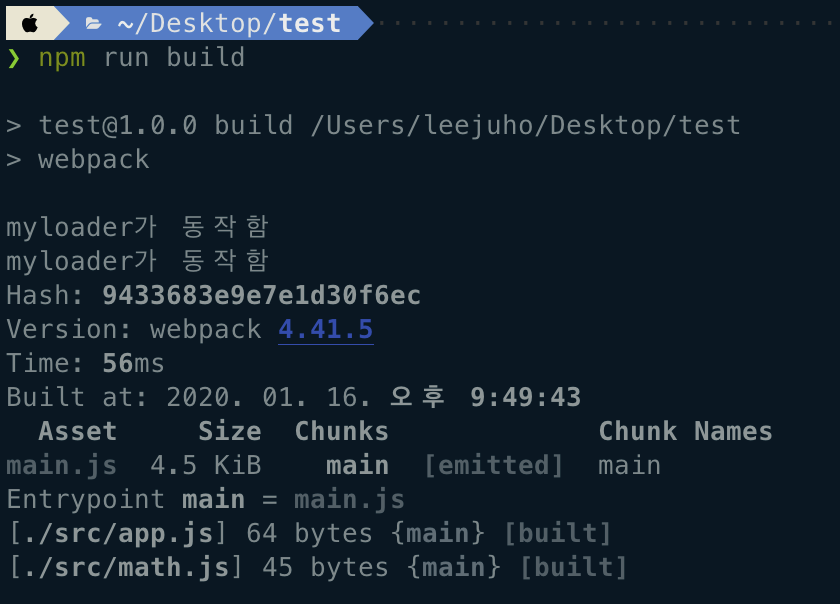 ~/Desktop/test
❯ npm run build
> test@1.0.0 build /Users/leejuho/Desktop/test
> webpack
myloader가 동작함
myloader가 동작함
Hash: 9433683e9e7e1d30f6ec
Version: webpack 4.41.5
Time: 56ms
Built at: 2020. 01. 16. 오후 9:49:43
Asset Size Chunks Chunk Names
main.js 4.5 KiB main [emitted] main
Entrypoint main = main.js
[./src/app.js] 64 bytes {main} [built]
[./src/math.js] 45 bytes {main} [built]